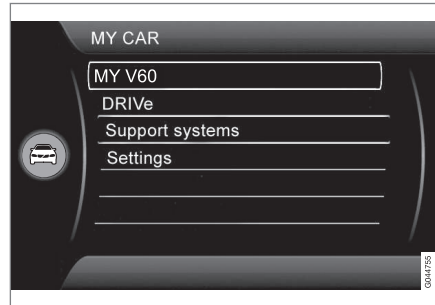 MY CAR
MY V60
DRIVe
Support systems
Settings
G044755